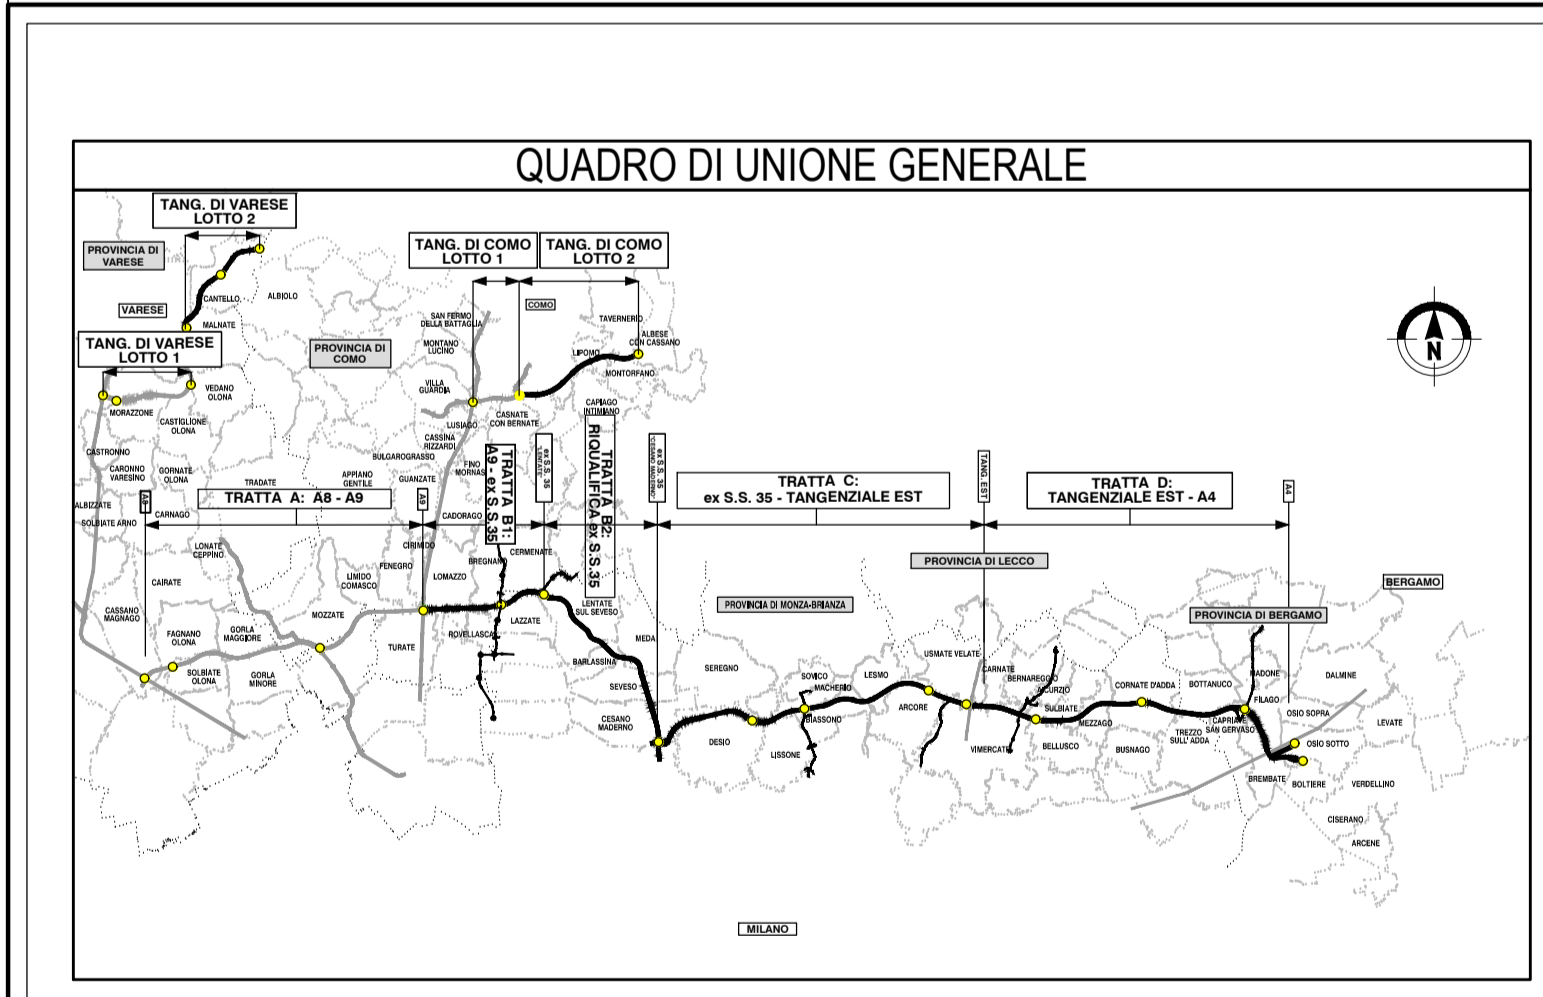 QUADRO DI UNIONE GENERALE
TANG. DI VARESE
LOTTO 2
PROVINCIA DI
VARESE
TANG. DI COMO
LOTTO 1
TANG. DI COMO
LOTTO 2
CANTELLO
ALBIOLO
VARESE
MALNATE
COMO
SAN FERMO
DELLA BATTAGLIA
TAVERNERIO
ALBESE
CON CASSANO
TANG. DI VARESE
LOTTO 1
PROVINCIA DI
COMO
MONTANO
LUCINO
LIPOMO
MONTORFANO
N
VEDANO
OLONA
VILLA
GUARDIA
MORAZZONE
CASTIGLIONE
OLONA
LUSIAGO
CASNATE
CON BERNATE
CAPIAGO
INTIMIANO
CASSINA
RIZZARDI
CASTRONNO
BULGAROGRASSO
CARONNO
VARESINO
GORNATE
OLONA
TRADATE
APPIANO
GENTILE
GUANZATE
FINO
MORNAS
TRATTA B1:
A9 - ex S.S.35
ex S.S. 35
"LENTATE"
TRATTA B2:
RIQUALIFICA ex S.S.35
ex S.S. 35
"CESANO MADERNO"
TRATTA C:
ex S.S. 35 - TANGENZIALE EST
TANG. EST
TRATTA D:
TANGENZIALE EST - A4
A4
ALBIZZATE
A8
TRATTA A: A8 - A9
A9
SOLBIATE ARNO
CARNAGO
CADORAGO
LONATE
CEPPINO
CIRIMIDO
FENEGRO
LOMAZZO
BREGNANO
CERMENATE
CAIRATE
LIMIDO
COMASCO
PROVINCIA DI LECCO
BERGAMO
CASSANO
MAGNAGO
MOZZATE
LENTATE
SUL SEVESO
PROVINCIA DI MONZA-BRIANZA
PROVINCIA DI BERGAMO
FAGNANO
OLONA
GORLA
MAGGIORE
TURATE
ROVELLASCA
LAZZATE
MEDA
SOLBIATE
OLONA
GORLA
MINORE
BARLASSINA
SEVESO
CESANO
MADERNO
SEREGNO
SOVICO
MACHERIO
LESMO
USMATE VELATE
CARNATE
BERNAREGGIO
AICURZIO
SULBIATE
CORNATE D'ADDA
BOTTANUCO
MADONE
FILAGO
DALMINE
DESIO
BIASSONO
LISSONE
ARCORE
VIMERCATE
BELLUSCO
MEZZAGO
BUSNAGO
TREZZO
SULL' ADDA
CAPRIATE
SAN GERVASO
OSIO SOPRA
OSIO SOTTO
LEVATE
BREMBATE
BOLTIERE
VERDELLINO
CISERANO
ARCENE
MILANO